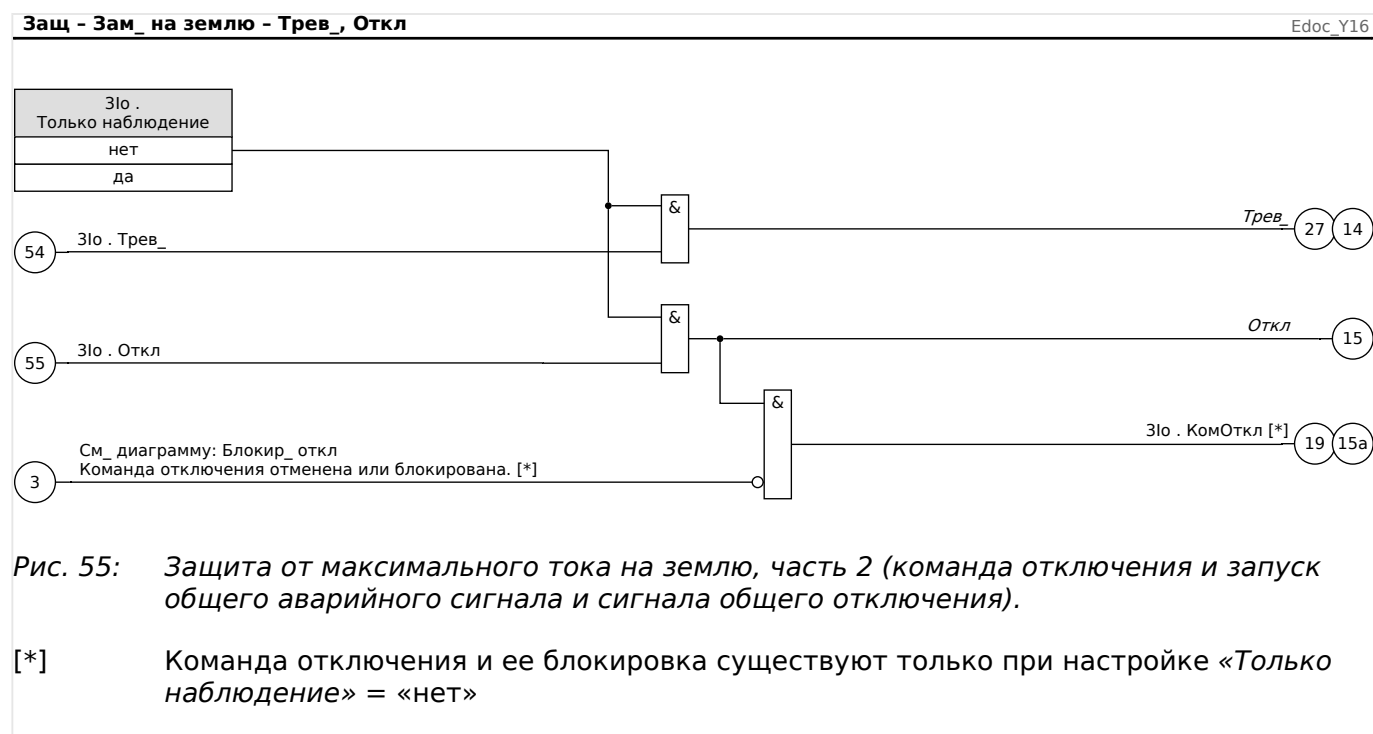 Защ – Зам_ на землю – Трев_, Откл
Edoc_Y16
3Io .
Только наблюдение
нет
да
&
Трев_
27 14
3Io . Трев_
54
&
Откл
15
3Io . Откл
55
&
3Io . КомОткл [*]
19 15a
См_ диаграмму: Блокир_ откл
Команда отключения отменена или блокирована. [*]
3
Рис. 55: Защита от максимального тока на землю, часть 2 (команда отключения и запуск
общего аварийного сигнала и сигнала общего отключения).
[*] Команда отключения и ее блокировка существуют только при настройке «Только
наблюдение» = «нет»